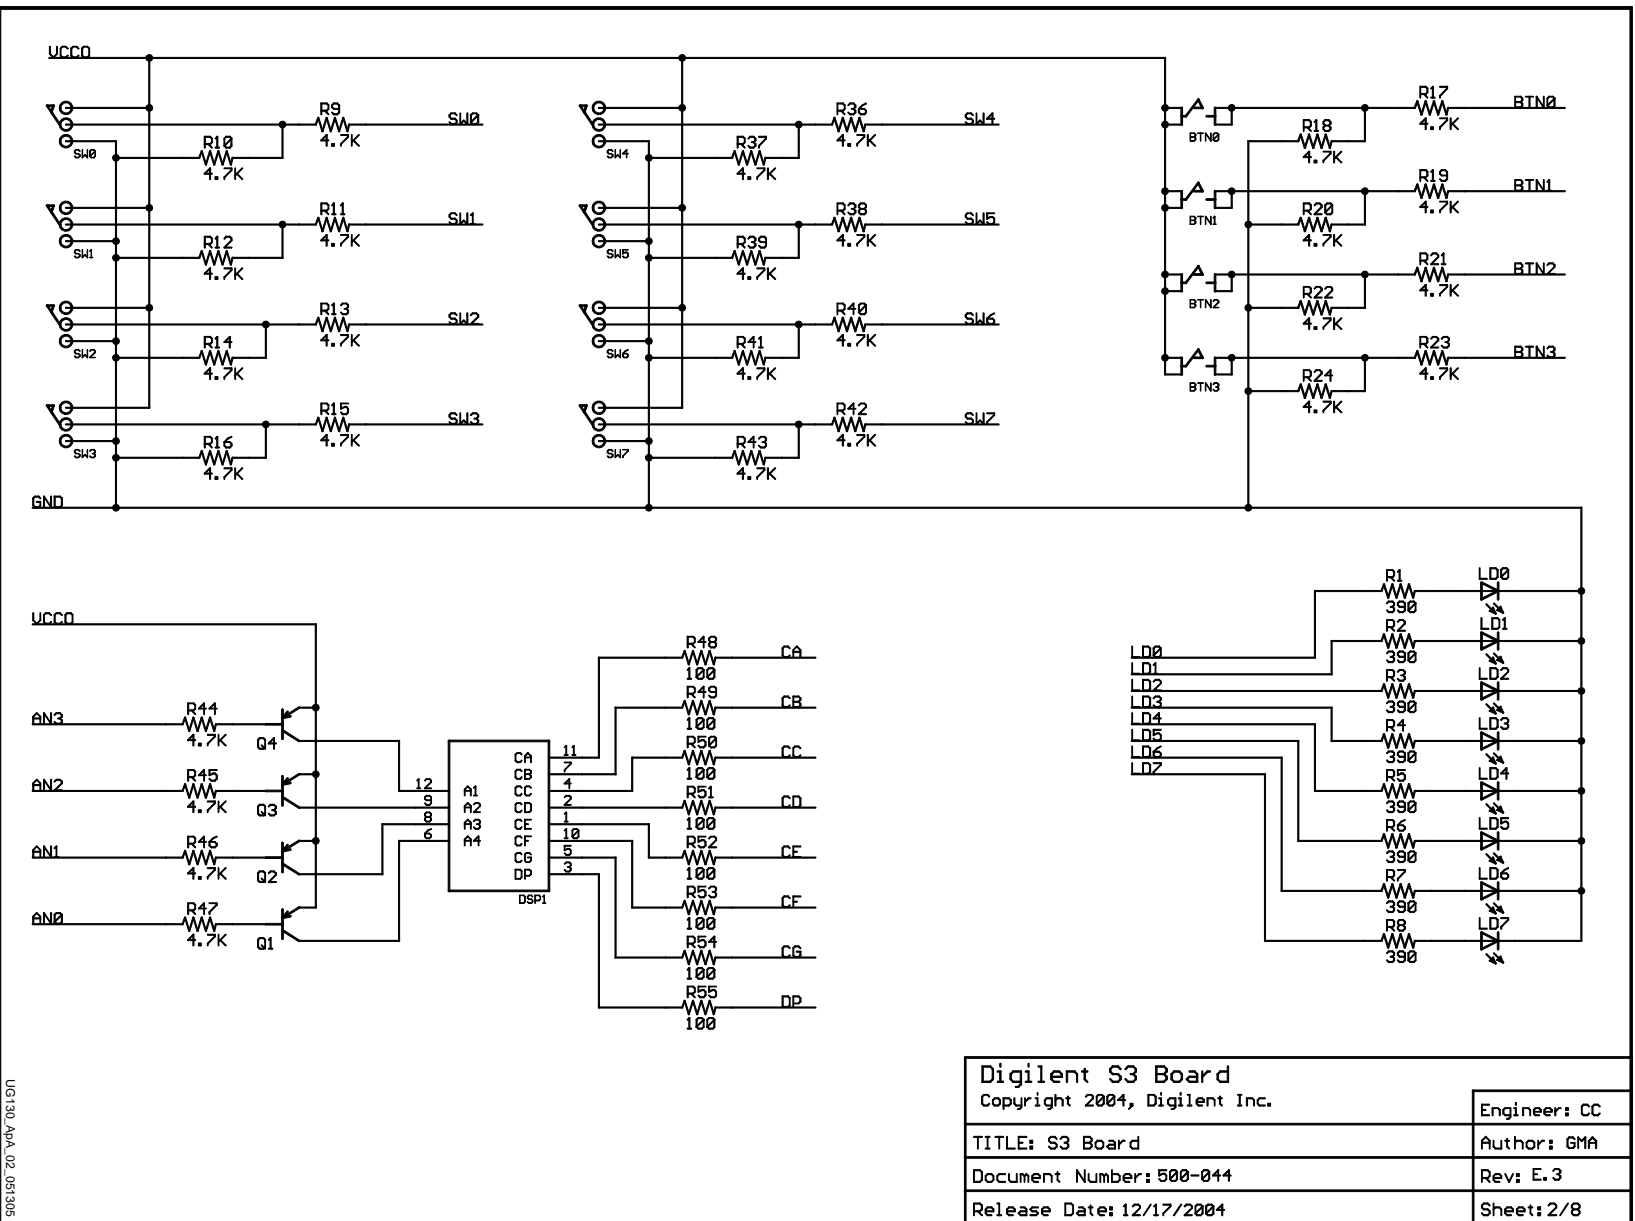 VCCO
R9
4.7K
SW0
R10
4.7K
SW0
R11
4.7K
SW1
R12
4.7K
SW1
R13
4.7K
SW2
R14
4.7K
SW2
R15
4.7K
SW3
R16
4.7K
SW3
R36
4.7K
SW4
R37
4.7K
SW4
R38
4.7K
SW5
R39
4.7K
SW5
R40
4.7K
SW6
R41
4.7K
SW6
R42
4.7K
SW7
R43
4.7K
SW7
R17
4.7K
BTN0
R18
4.7K
BTN0
R19
4.7K
BTN1
R20
4.7K
BTN1
R21
4.7K
BTN2
R22
4.7K
BTN2
R23
4.7K
BTN3
R24
4.7K
BTN3
GND
VCCO
AN3
R44
4.7K
Q4
AN2
R45
4.7K
Q3
AN1
R46
4.7K
Q2
AN0
R47
4.7K
Q1
12 A1
9 A2
8 A3
6 A4
CA 11
CB 7
CC 4
CD 2
CE 1
CF 10
CG 5
DP 3
DSP1
R48
100
CA
R49
100
CB
R50
100
CC
R51
100
CD
R52
100
CE
R53
100
CF
R54
100
CG
R55
100
DP
LD0
LD1
LD2
LD3
LD4
LD5
LD6
LD7
R1
390
LD0
R2
390
LD1
R3
390
LD2
R4
390
LD3
R5
390
LD4
R6
390
LD5
R7
390
LD6
R8
390
LD7
Digilent S3 Board
Copyright 2004, Digilent Inc.
Engineer: CC
TITLE: S3 Board
Author: GMA
Document Number: 500-044
Rev: E.3
Release Date: 12/17/2004
Sheet: 2/8
UG130_ApA_02_051305